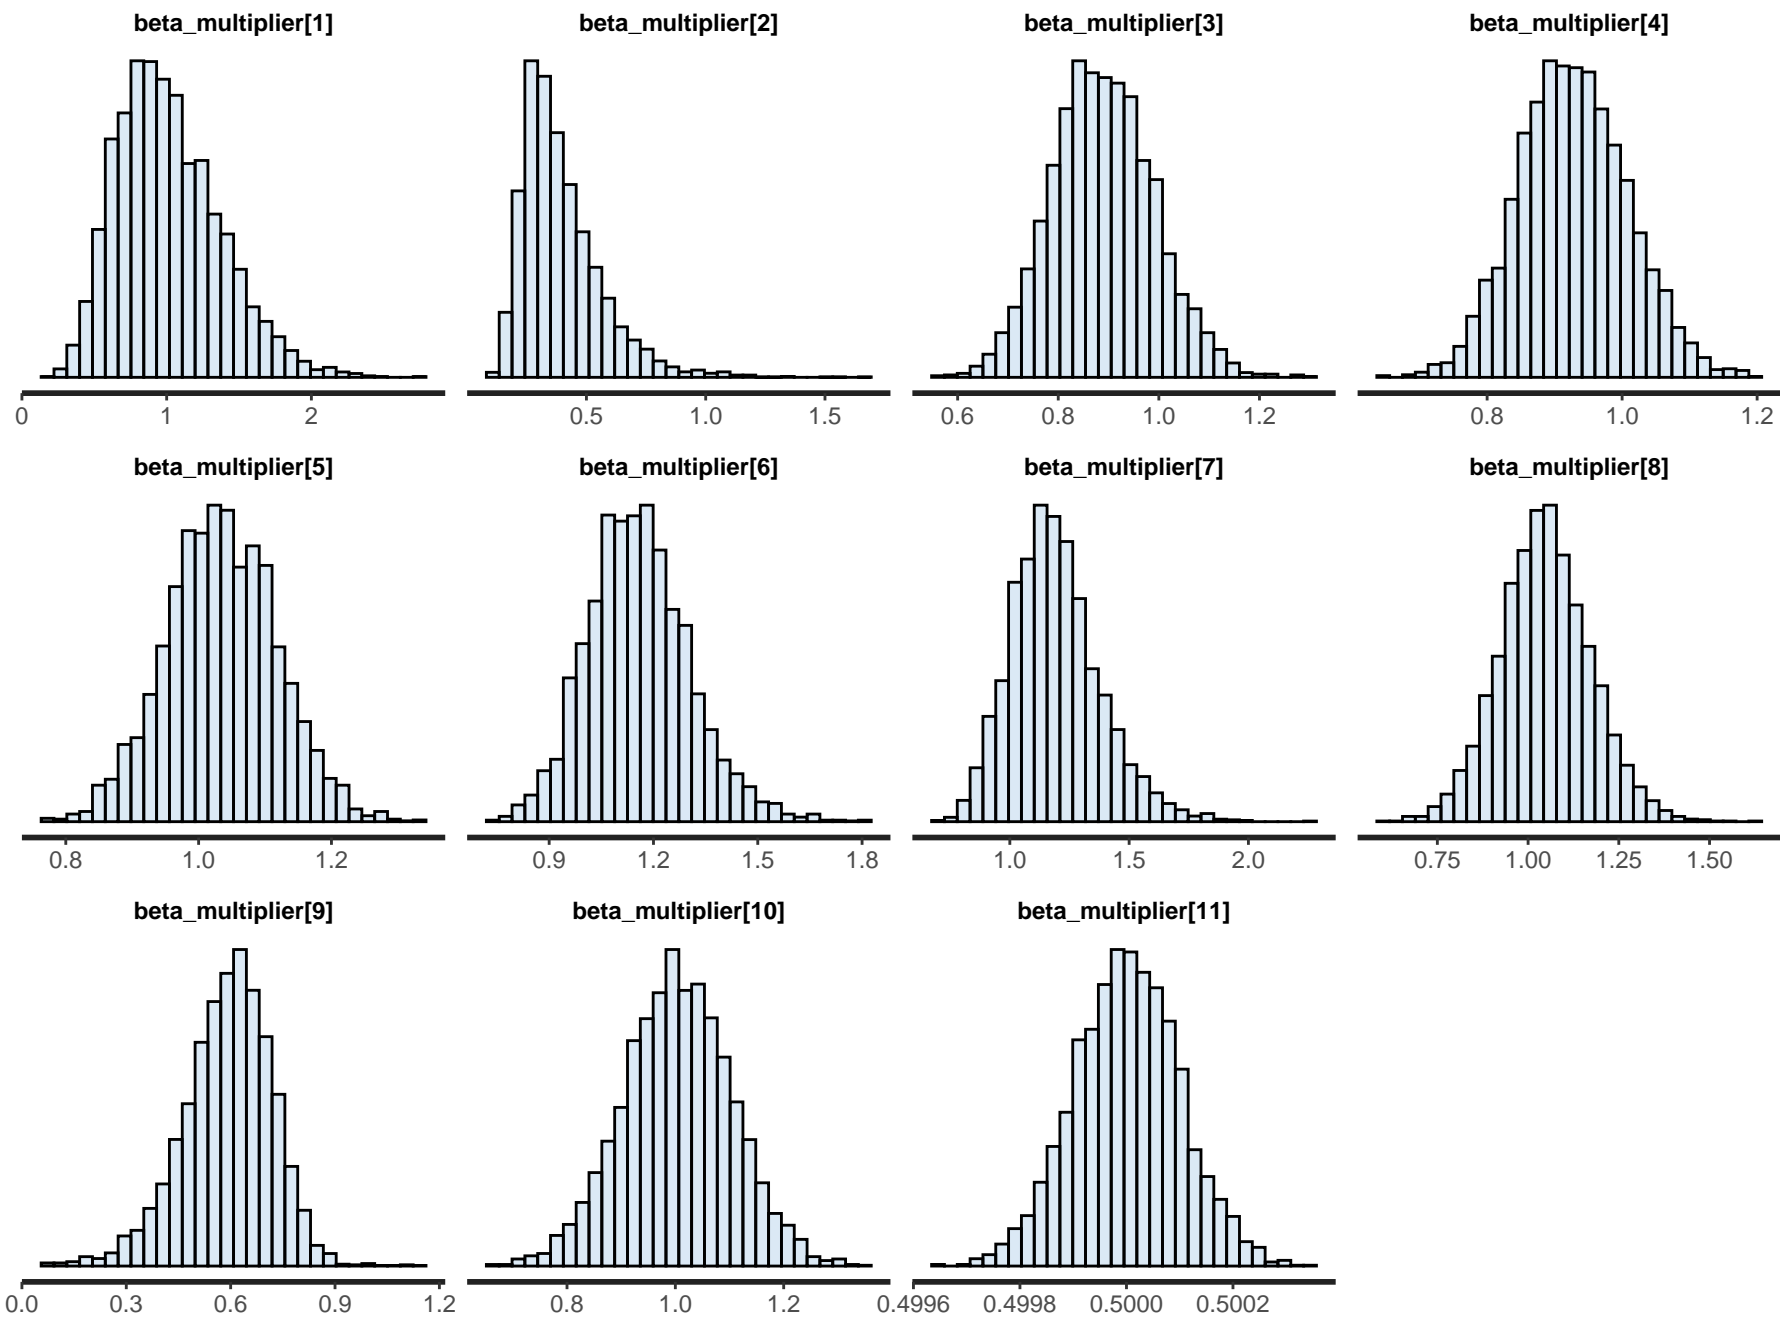 beta_multiplier[1] beta_multiplier[2] beta_multiplier[3] beta_multiplier[4]
0 1 2 0.5 1.0 1.5 0.6 0.8 1.0 1.2 0.8 1.0 1.2
beta_multiplier[5] beta_multiplier[6] beta_multiplier[7] beta_multiplier[8]
0.8 1.0 1.2 0.9 1.2 1.5 1.8 1.0 1.5 2.0 0.75 1.00 1.25 1.50
beta_multiplier[9] beta_multiplier[10] beta_multiplier[11]
0.0 0.3 0.6 0.9 1.2 0.8 1.0 1.2 0.4996 0.4998 0.5000 0.5002